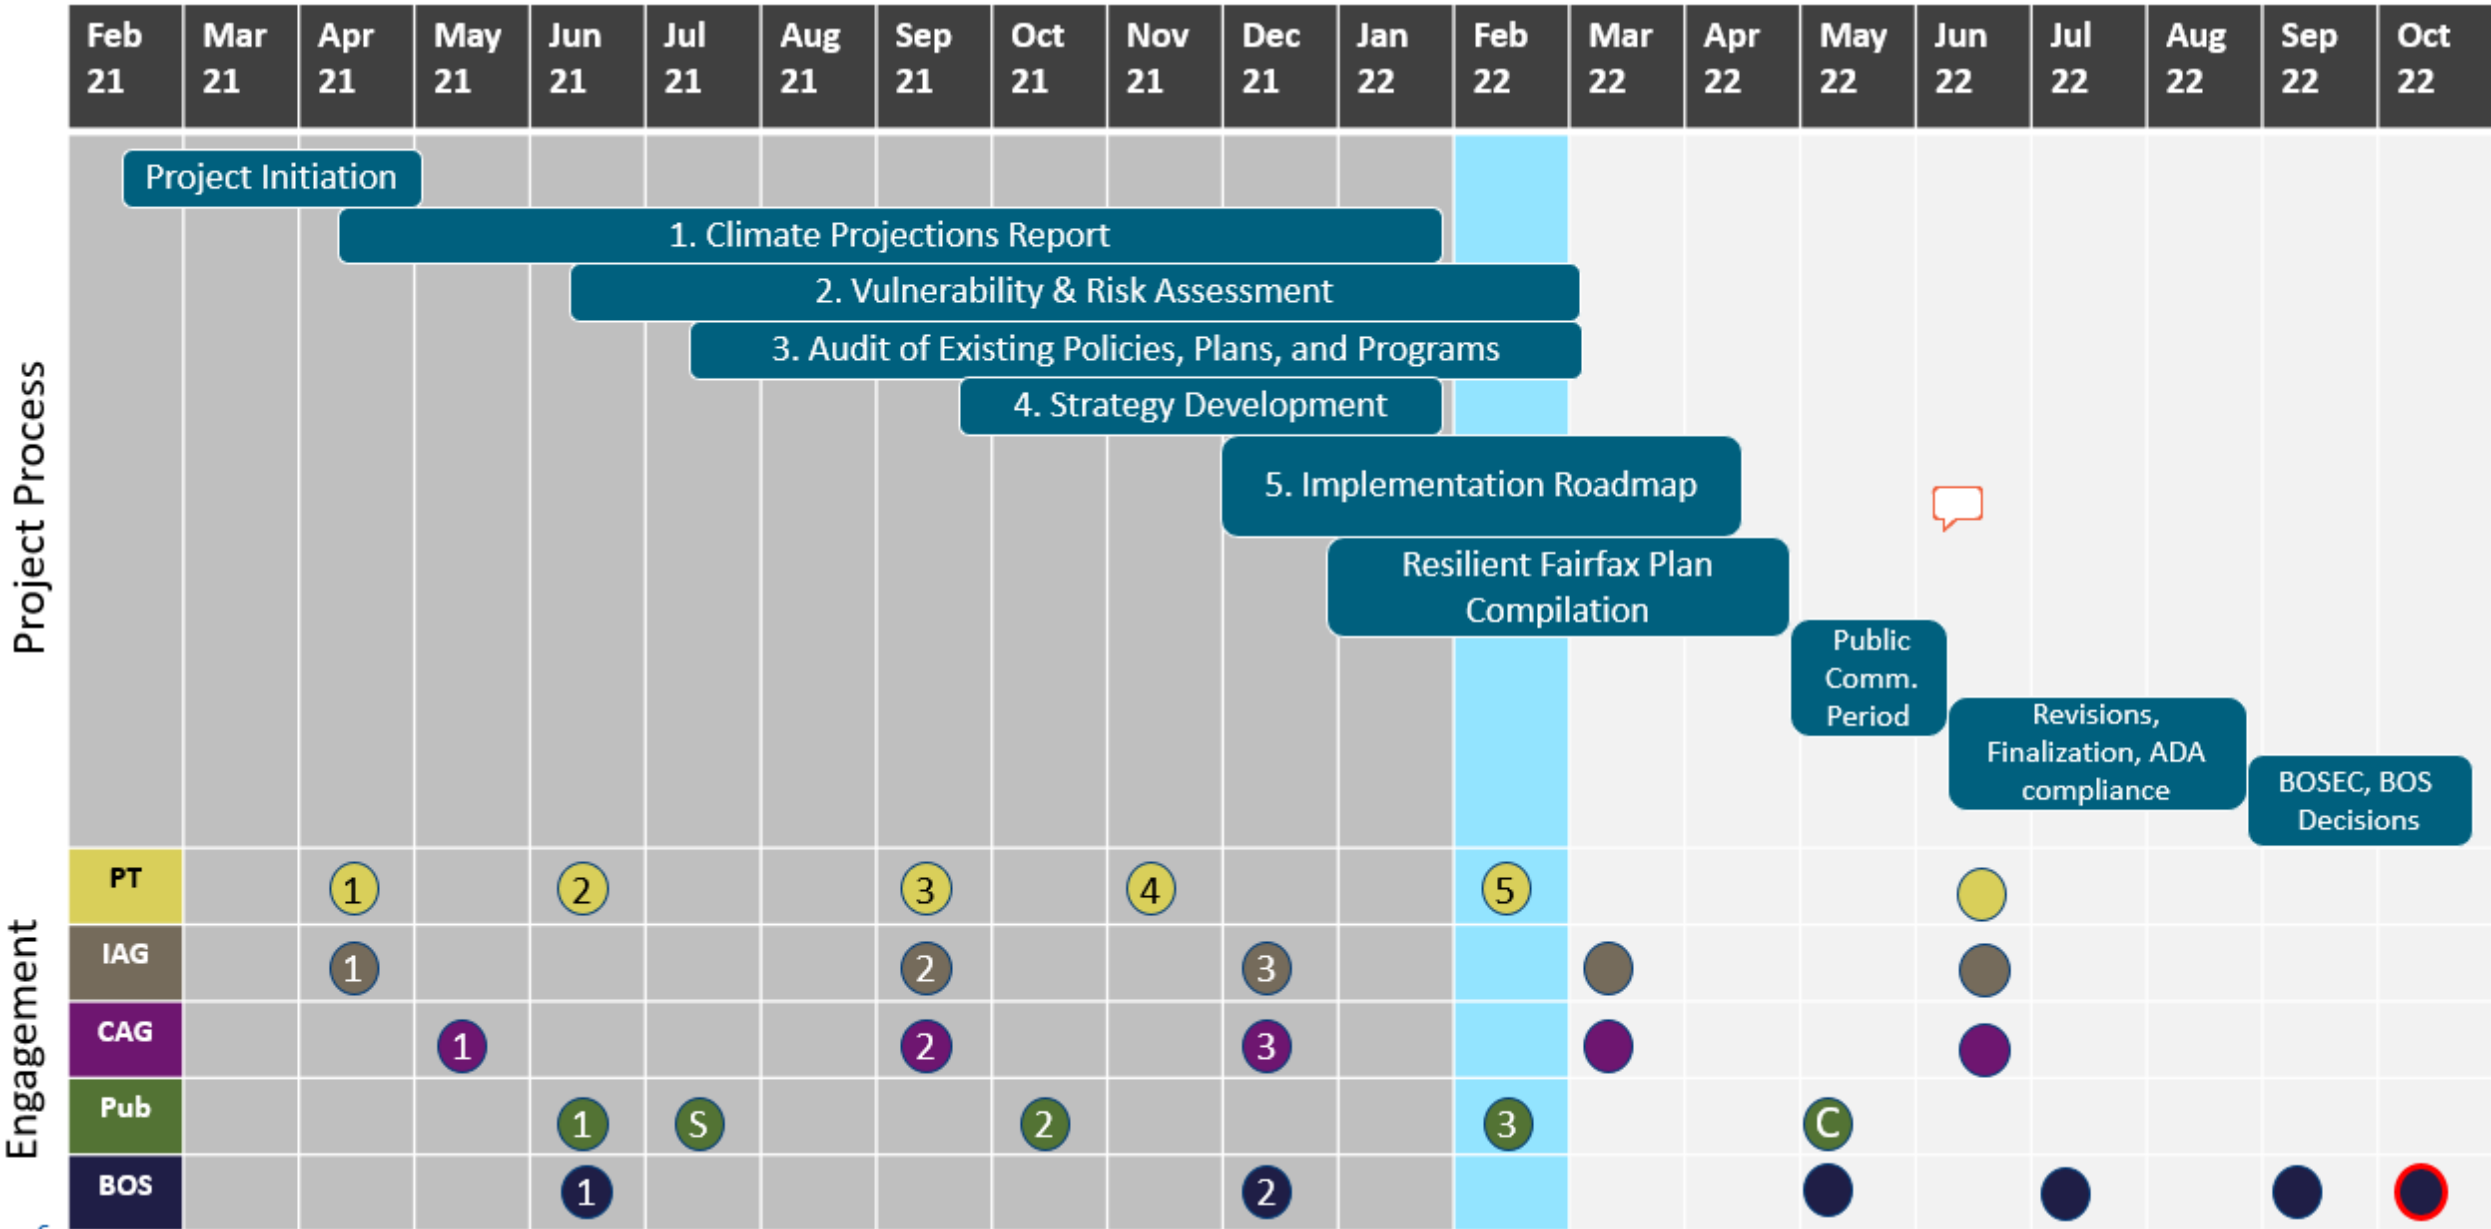 Feb Mar Apr May Jun Jul Aug Sep Oct Nov Dec Jan Feb Mar Apr May Jun Jul Aug Sep Oct
21 21 21 21 21 21 21 21 21 21 21 22 22 22 22 22 22 22 22 22 22
Project Process
Project Initiation
1. Climate Projections Report
2. Vulnerability & Risk Assessment
3. Audit of Existing Policies, Plans, and Programs
4. Strategy Development
5. Implementation Roadmap
Resilient Fairfax Plan
Compilation
Public
Comm.
Period
Revisions,
Finalization, ADA
compliance
BOSEC, BOS
Decisions
Engagement
PT 1 2 3 4 5
IAG 1 2 3
CAG 1 2 3
Pub 1 S 2 3 C
BOS 1 2